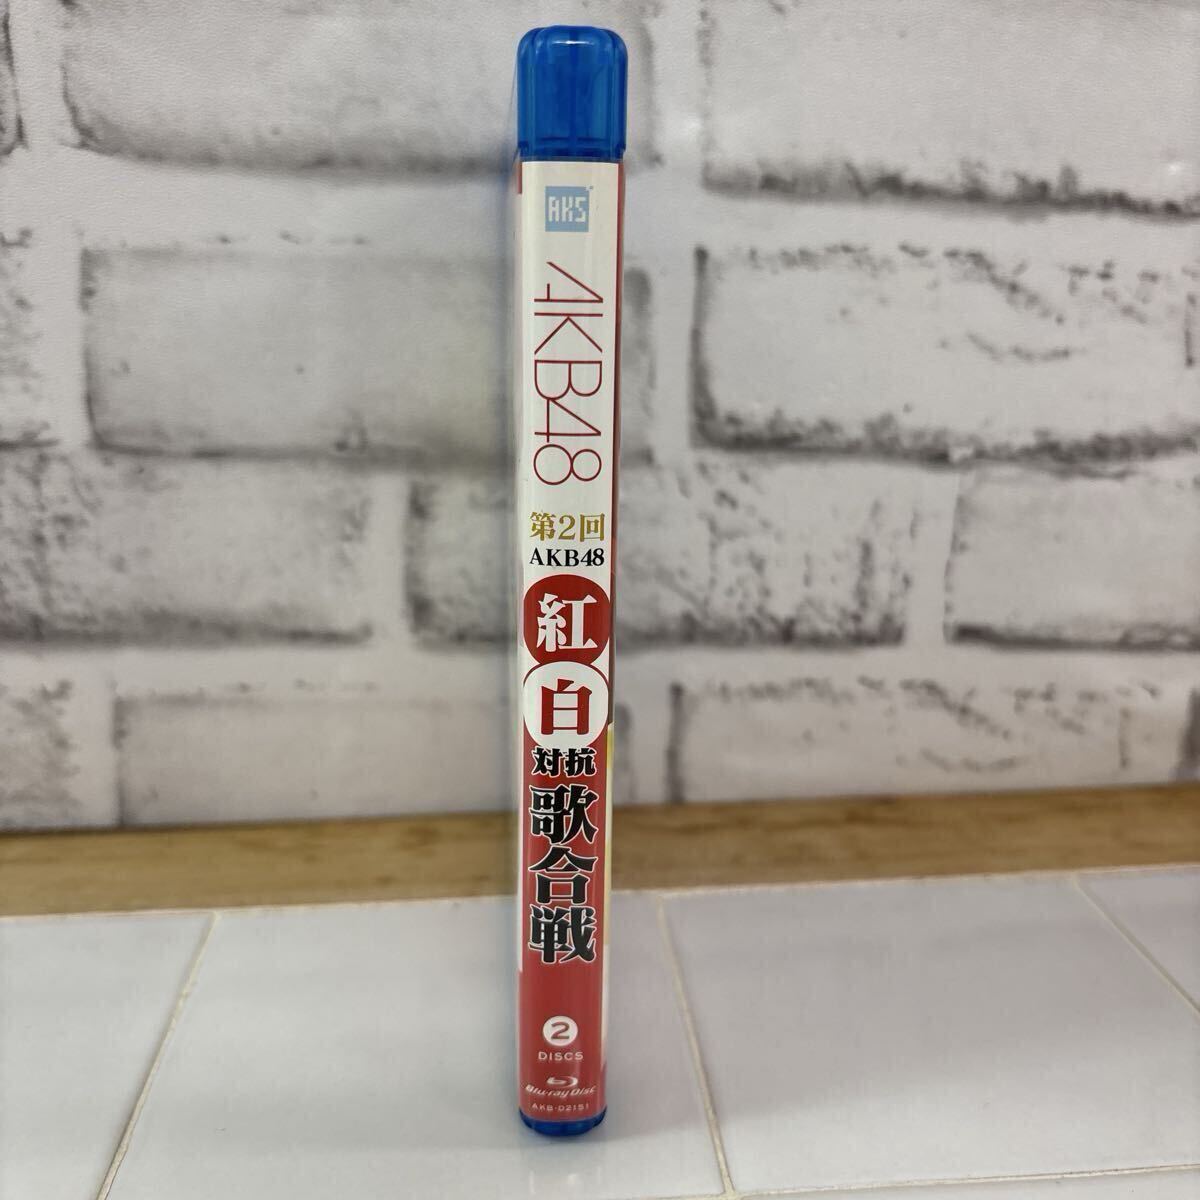 AKS
AKB48
第2回
AKB48
紅
白
対抗
歌合戦
2
DISCS
Blu-ray Disc
AKB-D2151